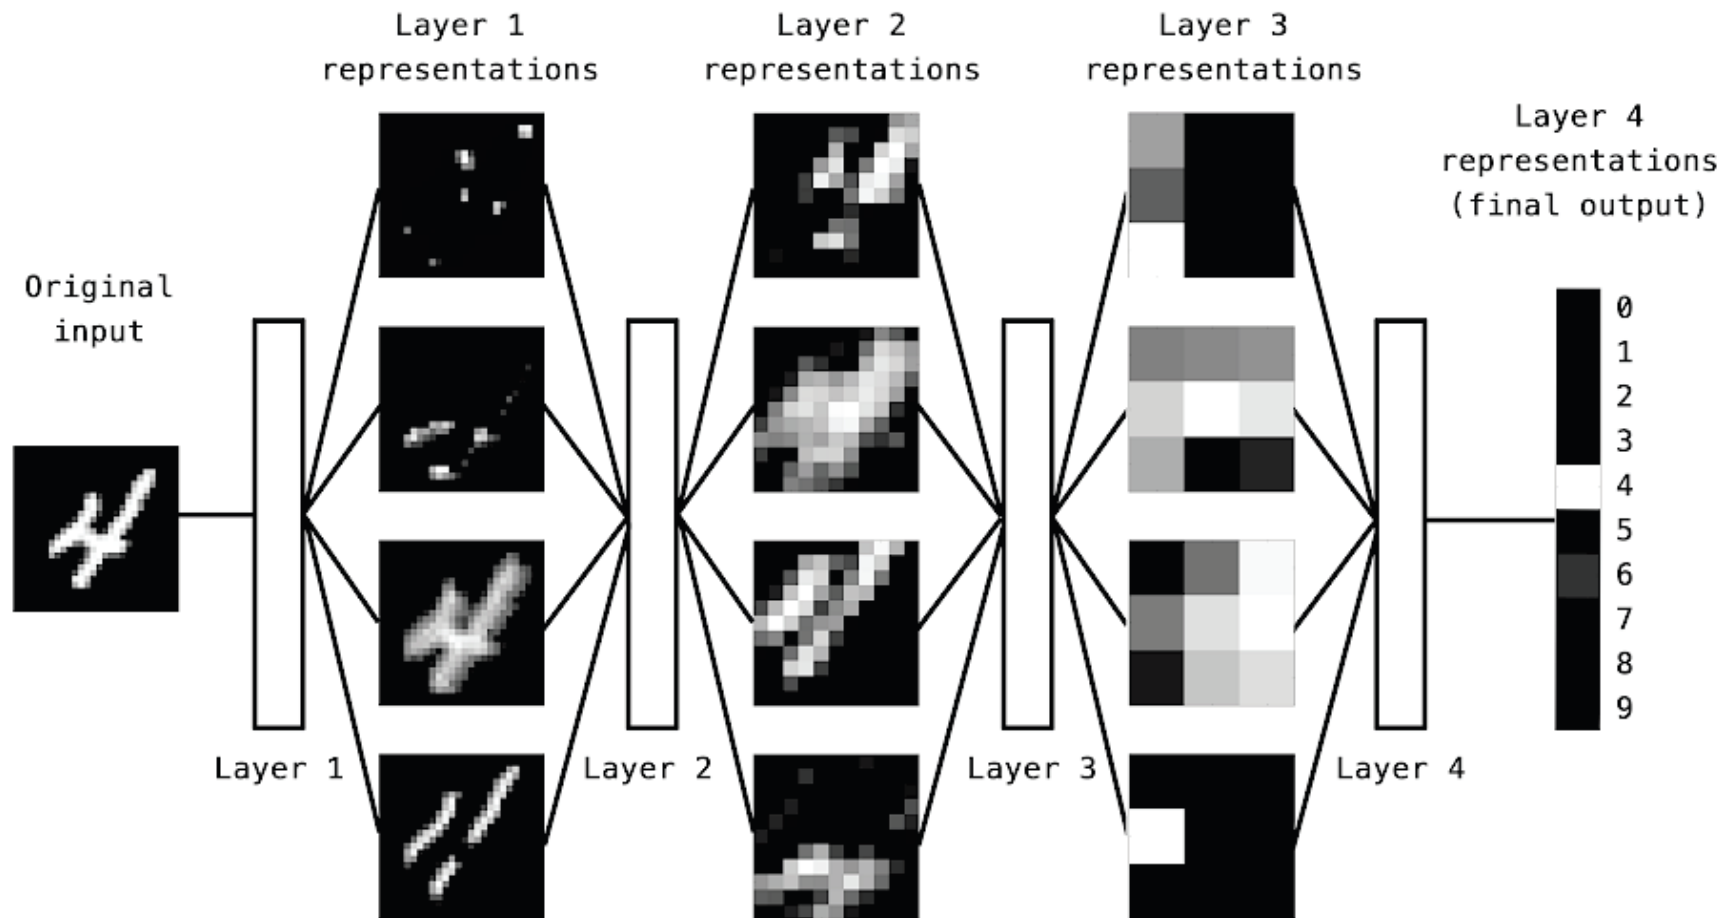 Layer 1
representations
Layer 2
representations
Layer 3
representations
Layer 4
representations
(final output)
Original
input
0
1
2
3
4
5
6
7
8
9
Layer 1
Layer 2
Layer 3
Layer 4